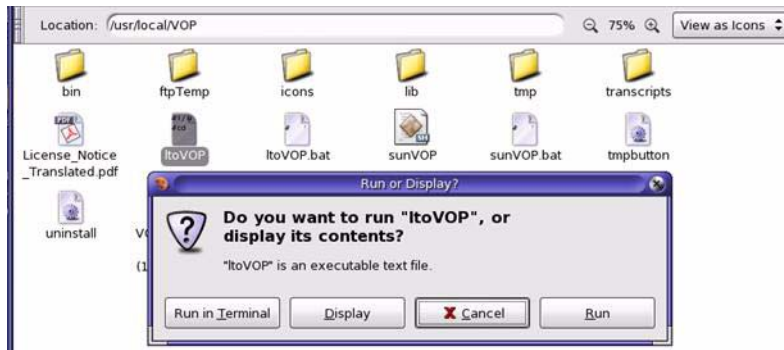 Location: /usr/local/VOP 75% View as Icons
bin ftpTemp icons lib tmp transcripts
License_Notice
_Translated.pdf ltoVOP ltoVOP.bat sunVOP sunVOP.bat tmpbutton
Run or Display?
uninstall
Do you want to run "ltoVOP", or
display its contents?
"ltoVOP" is an executable text file.
Run in Terminal Display X Cancel Run